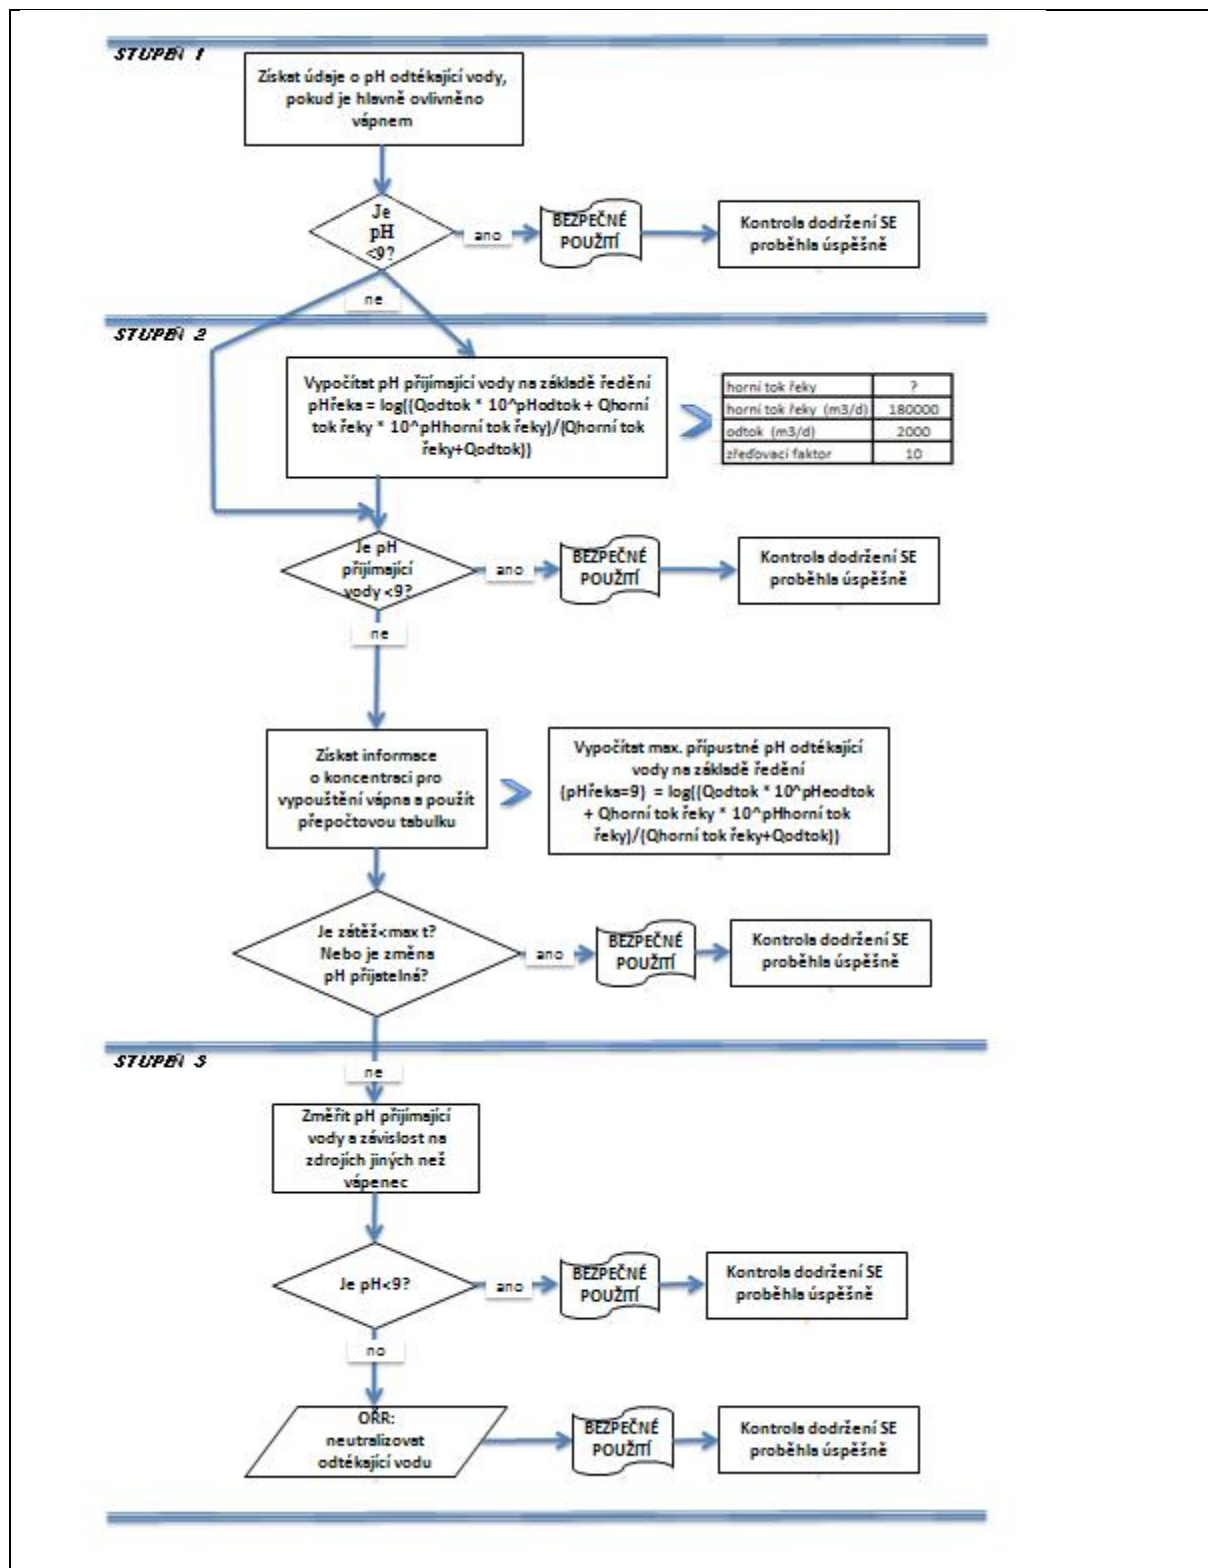 STUPEŇ 1
Získat údaje o pH odtékající vody,
pokud je hlavně ovlivněno
vápnem
Je
pH
<9?
ano
BEZPEČNÉ
POUŽITÍ
Kontrola dodržení SE
proběhla úspěšně
ne
STUPEŇ 2
Vypočítat pH přijímající vody na základě ředění
pHřeka = log((Qodtok * 10^pHodtok + Qhorní
tok řeky * 10^pHhorní tok řeky)/(Qhorní tok
řeky+Qodtok))
horní tok řeky ?
horní tok řeky (m3/d) 180000
odtok (m3/d) 2000
zřeďovací faktor 10
Je pH
přijímající
vody <9?
ano
BEZPEČNÉ
POUŽITÍ
Kontrola dodržení SE
proběhla úspěšně
ne
Získat informace
o koncentraci pro
vypouštění vápna a použít
přepočtovou tabulku
Vypočítat max. přípustné pH odtékající
vody na základě ředění
(pHřeka=9) = log((Qodtok * 10^pHeodtok
+ Qhorní tok řeky * 10^pHhorní tok
řeky)/(Qhorní tok řeky+Qodtok))
Je zátěž<max t?
Nebo je změna
pH přijatelná?
ano
BEZPEČNÉ
POUŽITÍ
Kontrola dodržení SE
proběhla úspěšně
STUPEŇ 3
ne
Změřit pH přijímající
vody a závislost na
zdrojích jiných než
vápenec
Je pH<9?
ano
BEZPEČNÉ
POUŽITÍ
Kontrola dodržení SE
proběhla úspěšně
no
OŘR:
neutralizovat
odtékající vodu
BEZPEČNÉ
POUŽITÍ
Kontrola dodržení SE
proběhla úspěšně